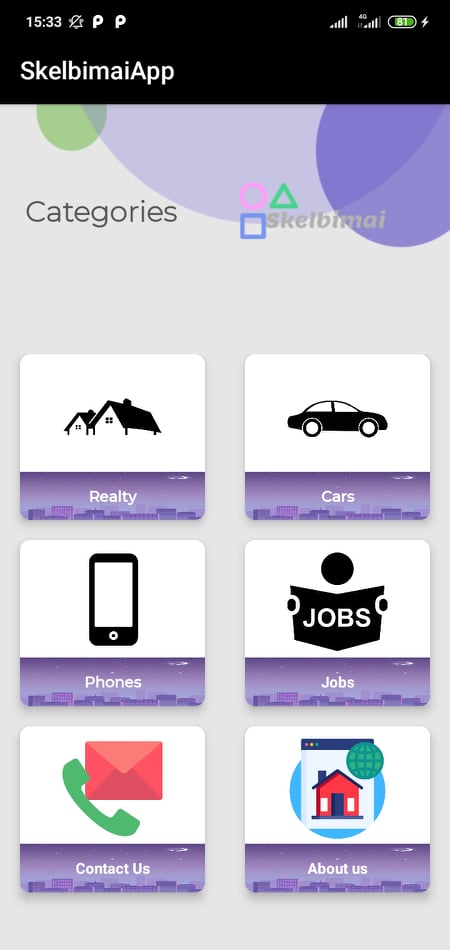 15:33 4G 81
SkelbimaiApp
Categories
Skelbimai
Realty
Cars
Phones
JOBS
Jobs
Contact Us
About us